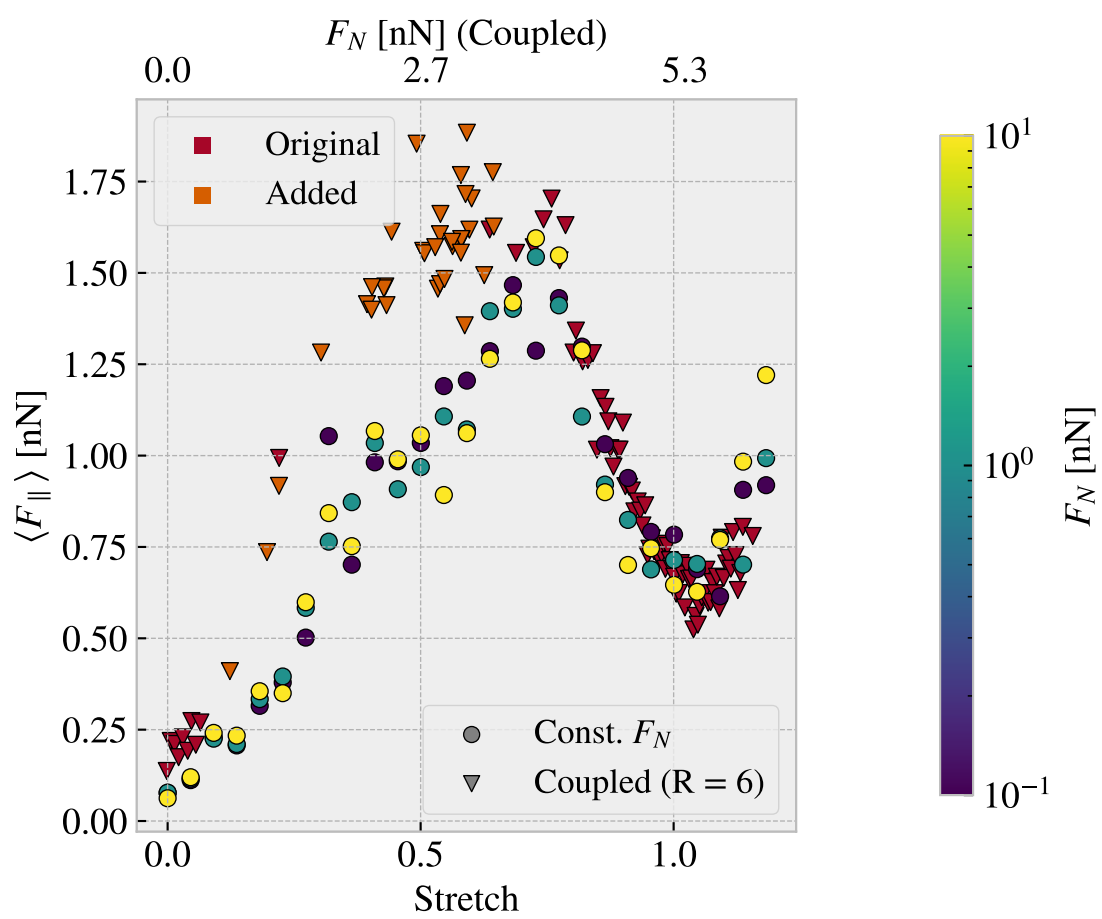 F_N [nN] (Coupled)
0.0 2.7 5.3
Original
Added
1.75
1.50
1.25
1.00
0.75
0.50
0.25
0.00
⟨F_∥⟩ [nN]
Const. F_N
Coupled (R = 6)
0.0 0.5 1.0
Stretch
10^1
10^0
10^−1
F_N [nN]